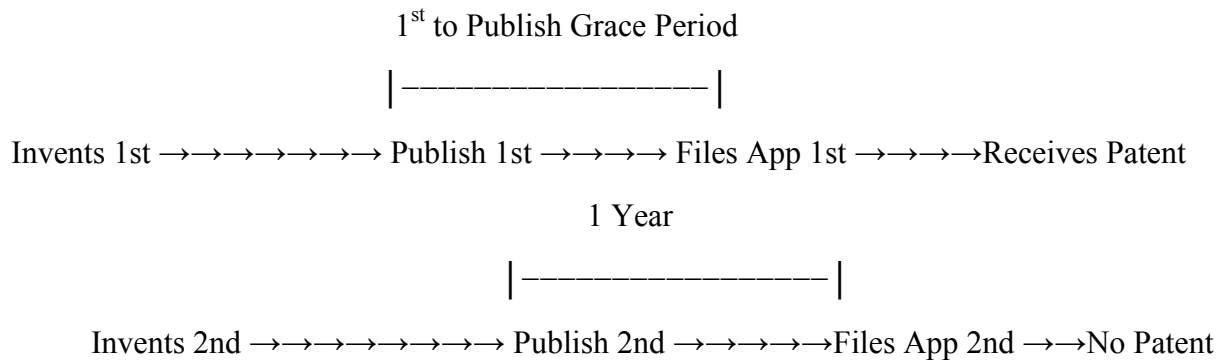 1st to Publish Grace Period
|–––––––––––––––––|
Invents 1st →→→→→→→ Publish 1st →→→→ Files App 1st →→→→Receives Patent
1 Year
|–––––––––––––––––|
Invents 2nd →→→→→→→→ Publish 2nd →→→→→Files App 2nd →→No Patent